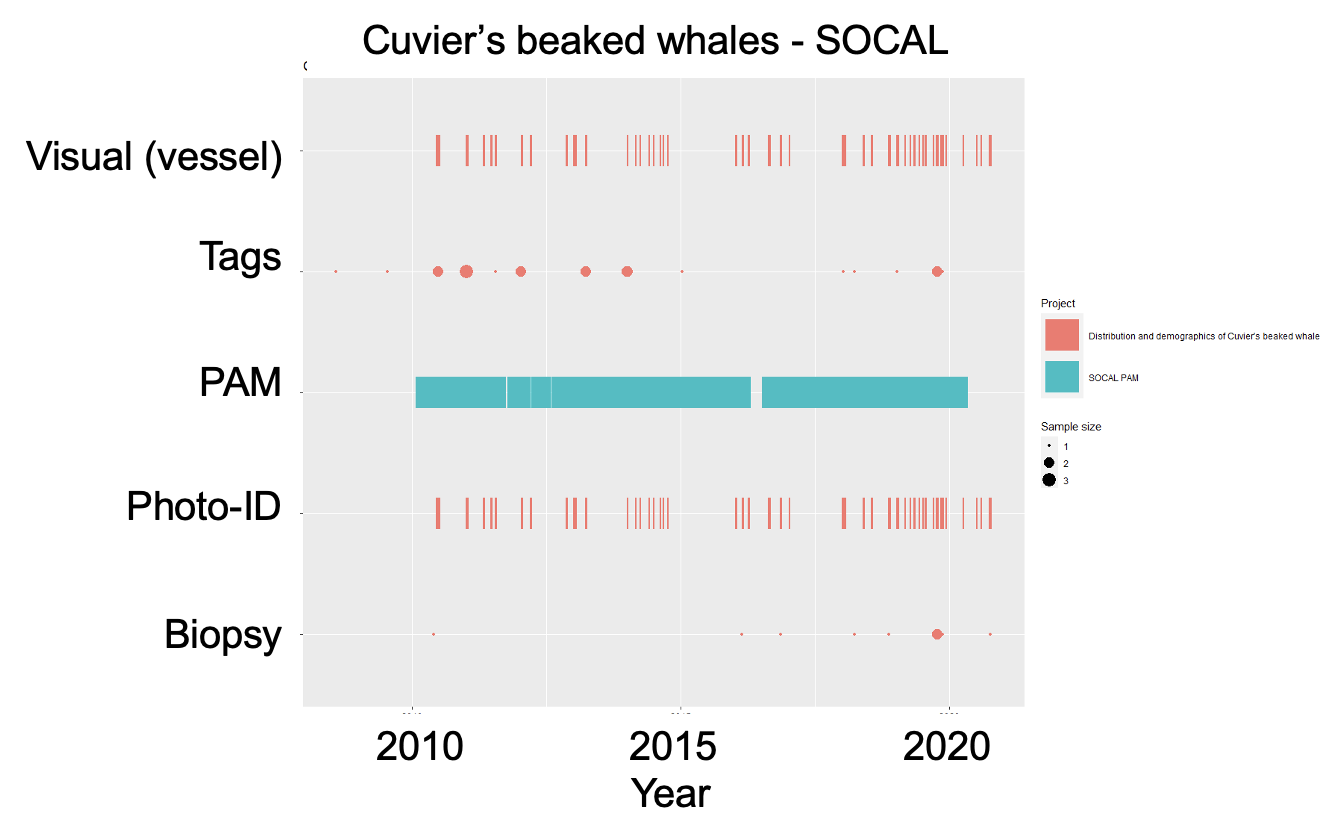 Cuvier’s beaked whales - SOCAL
Visual (vessel)
Tags
PAM
Photo-ID
Biopsy
2010
2015
2020
Year
Project
Distribution and demographics of Cuvier's beaked whale
SOCAL PAM
Sample size
1
2
3